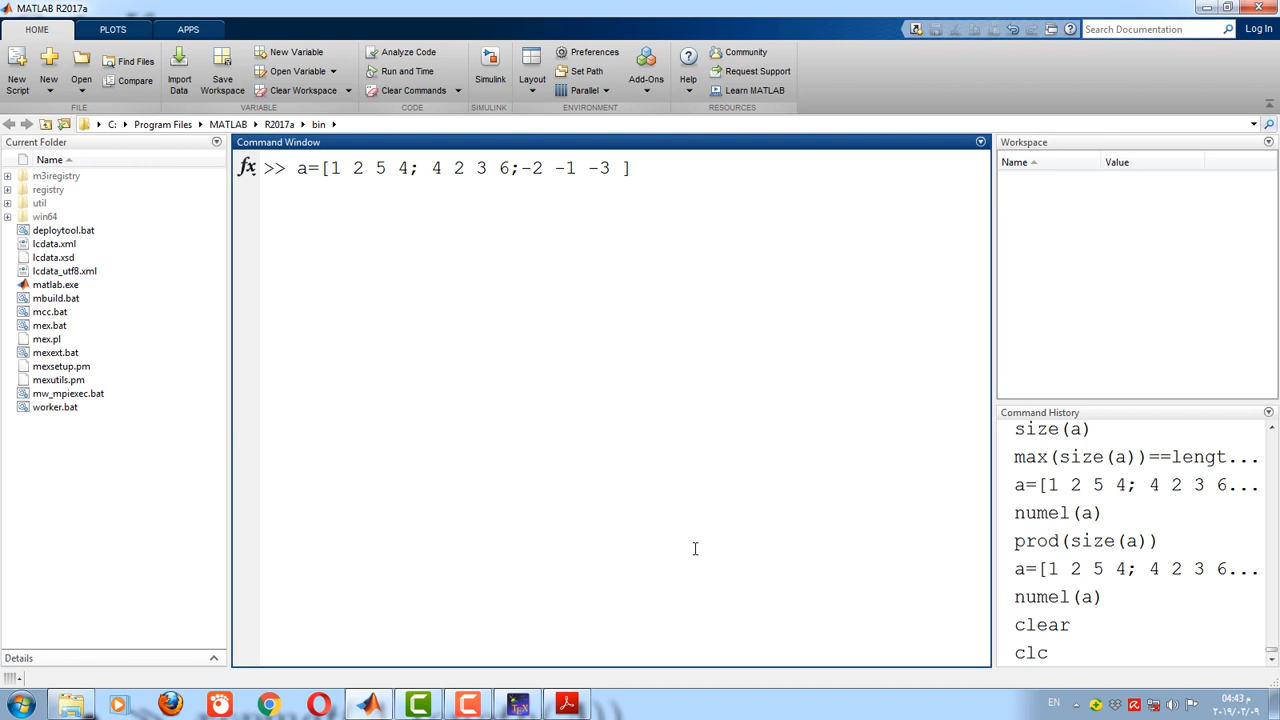 MATLAB R2017a
HOME
PLOTS
APPS
Search Documentation
Log In
New Script
New
Open
Find Files
Compare
FILE
Import Data
Save Workspace
New Variable
Open Variable
Clear Workspace
VARIABLE
Analyze Code
Run and Time
Clear Commands
CODE
Simulink
SIMULINK
Layout
Preferences
Set Path
Parallel
Add-Ons
ENVIRONMENT
Help
Community
Request Support
Learn MATLAB
RESOURCES
C: ▸ Program Files ▸ MATLAB ▸ R2017a ▸ bin ▸
Current Folder
Name
m3iregistry
registry
util
win64
deploytool.bat
lcdata.xml
lcdata.xsd
lcdata_utf8.xml
matlab.exe
mbuild.bat
mcc.bat
mex.bat
mex.pl
mexext.bat
mexsetup.pm
mexutils.pm
mw_mpiexec.bat
worker.bat
Details
Command Window
fx >> a=[1 2 5 4; 4 2 3 6;-2 -1 -3 ]
Workspace
Name
Value
Command History
size(a)
max(size(a))==lengt...
a=[1 2 5 4; 4 2 3 6...
numel(a)
prod(size(a))
a=[1 2 5 4; 4 2 3 6...
numel(a)
clear
clc
TEX
EN
04:43 م
٢٠١٩/٠٢/٠٩